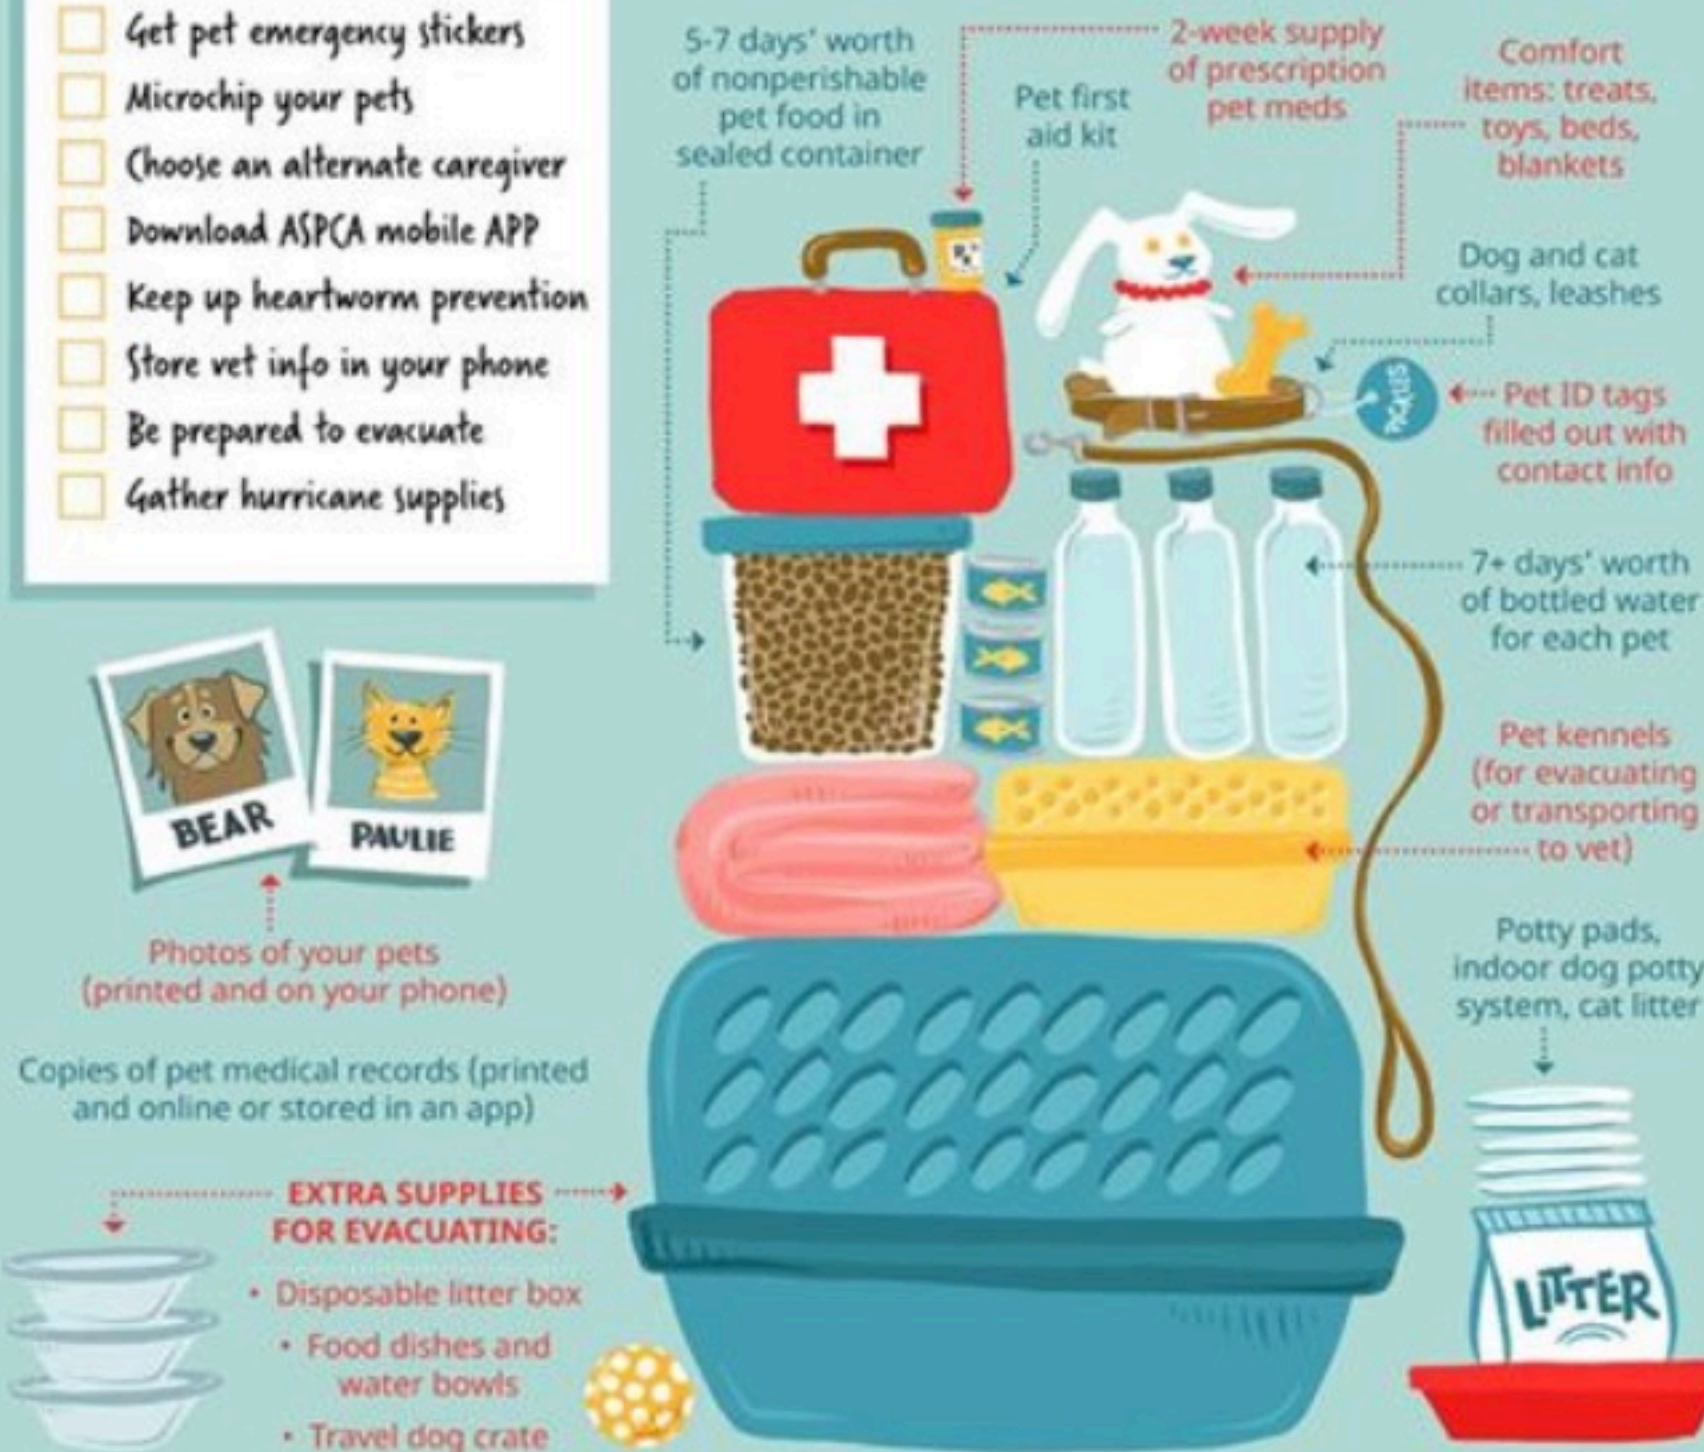 Get pet emergency stickers
Microchip your pets
Choose an alternate caregiver
Download ASPCA mobile APP
Keep up heartworm prevention
Store vet info in your phone
Be prepared to evacuate
Gather hurricane supplies
5-7 days' worth
of nonperishable
pet food in
sealed container
Pet first
aid kit
2-week supply
of prescription
pet meds
Comfort
items: treats,
toys, beds,
blankets
Dog and cat
collars, leashes
PICKLES
Pet ID tags
filled out with
contact info
7+ days' worth
of bottled water
for each pet
Pet kennels
(for evacuating
or transporting
to vet)
BEAR
PAULIE
Photos of your pets
(printed and on your phone)
Copies of pet medical records (printed
and online or stored in an app)
Potty pads,
indoor dog potty
system, cat litter
LITTER
EXTRA SUPPLIES
FOR EVACUATING:
• Disposable litter box
• Food dishes and
water bowls
• Travel dog crate